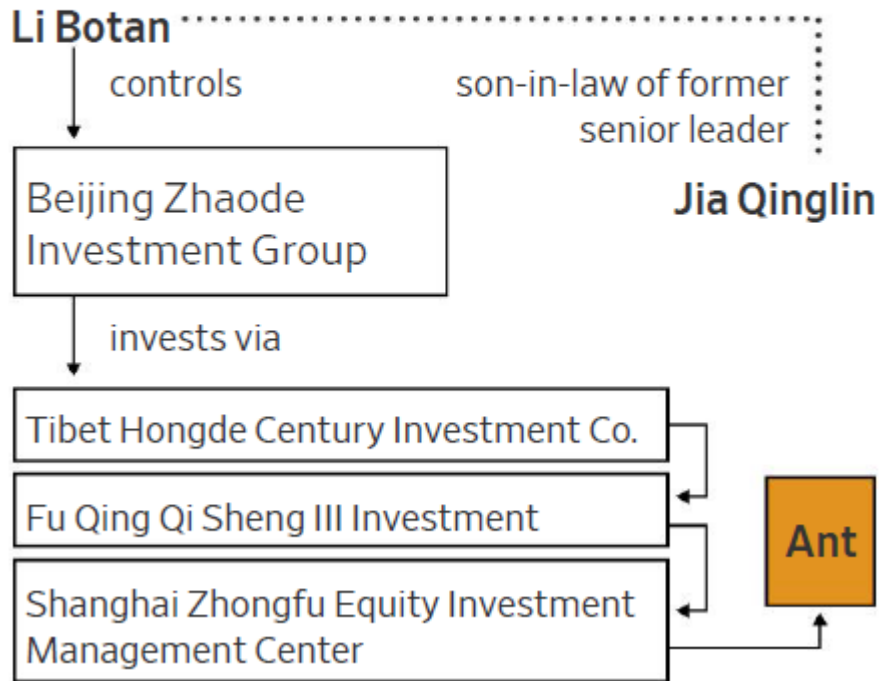 Li Botan
controls
son-in-law of former
senior leader
Beijing Zhaode
Investment Group
Jia Qinglin
invests via
Tibet Hongde Century Investment Co.
Fu Qing Qi Sheng III Investment
Ant
Shanghai Zhongfu Equity Investment
Management Center